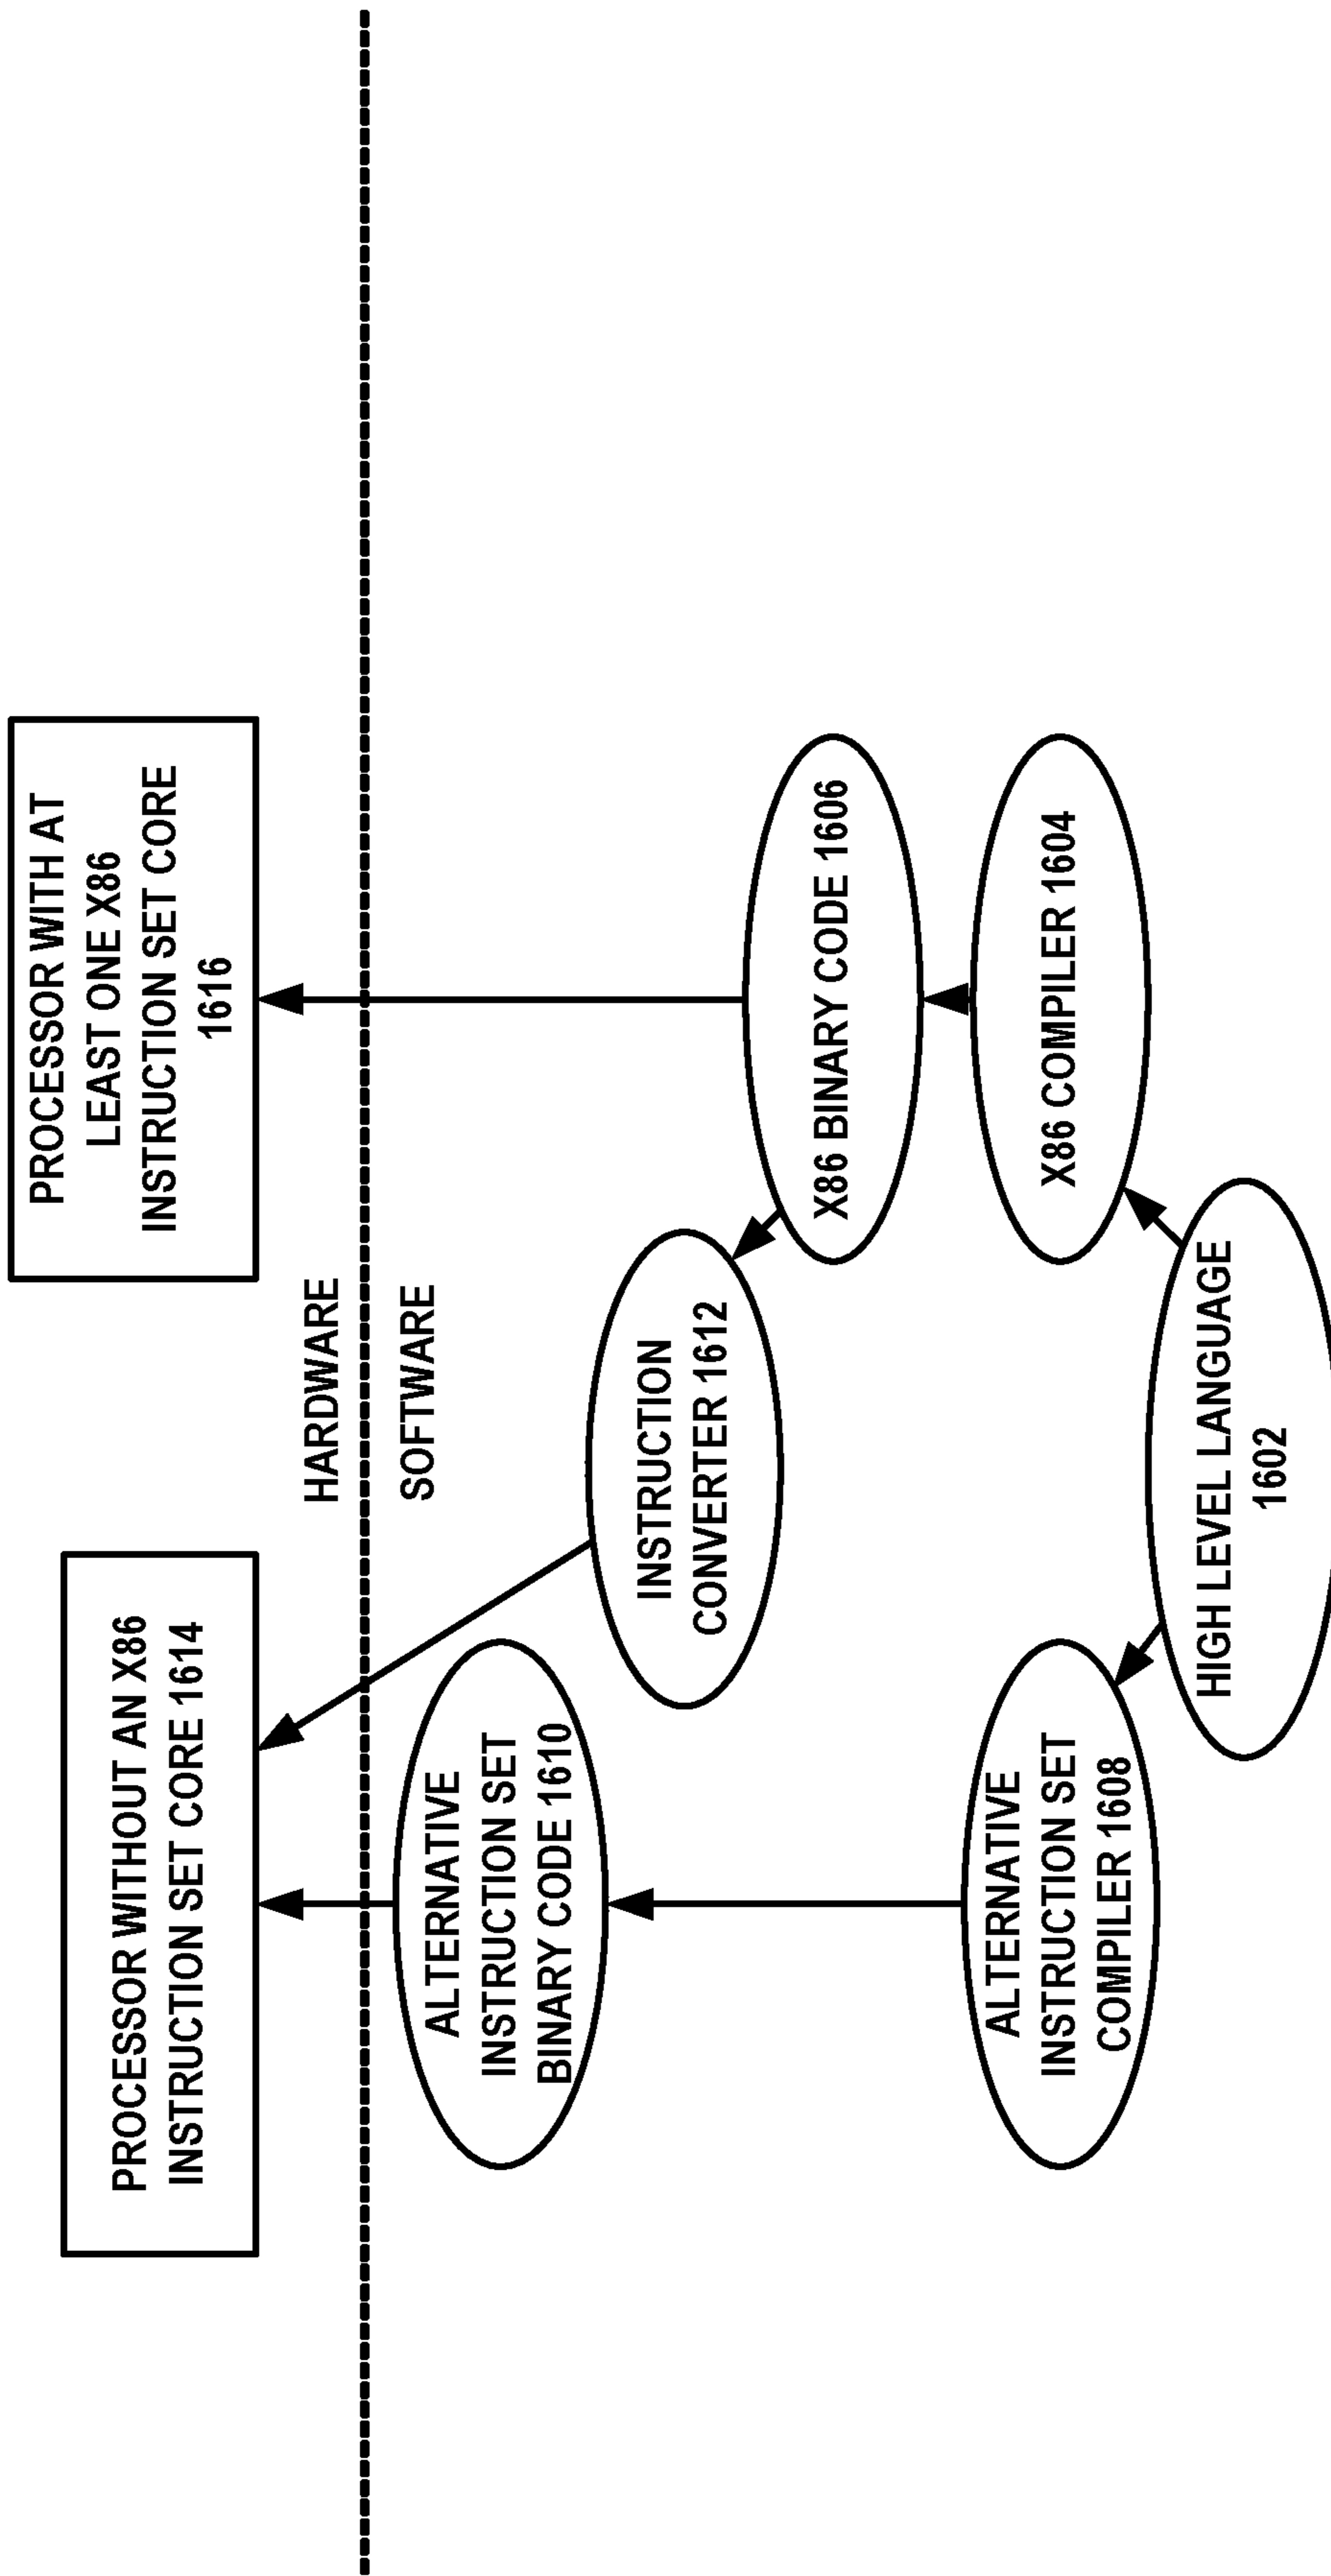 PROCESSOR WITHOUT AN X86
INSTRUCTION SET CORE 1614
PROCESSOR WITH AT
LEAST ONE X86
INSTRUCTION SET CORE
1616
HARDWARE
SOFTWARE
ALTERNATIVE
INSTRUCTION SET
BINARY CODE 1610
INSTRUCTION
CONVERTER 1612
X86 BINARY CODE 1606
ALTERNATIVE
INSTRUCTION SET
COMPILER 1608
X86 COMPILER 1604
HIGH LEVEL LANGUAGE
1602